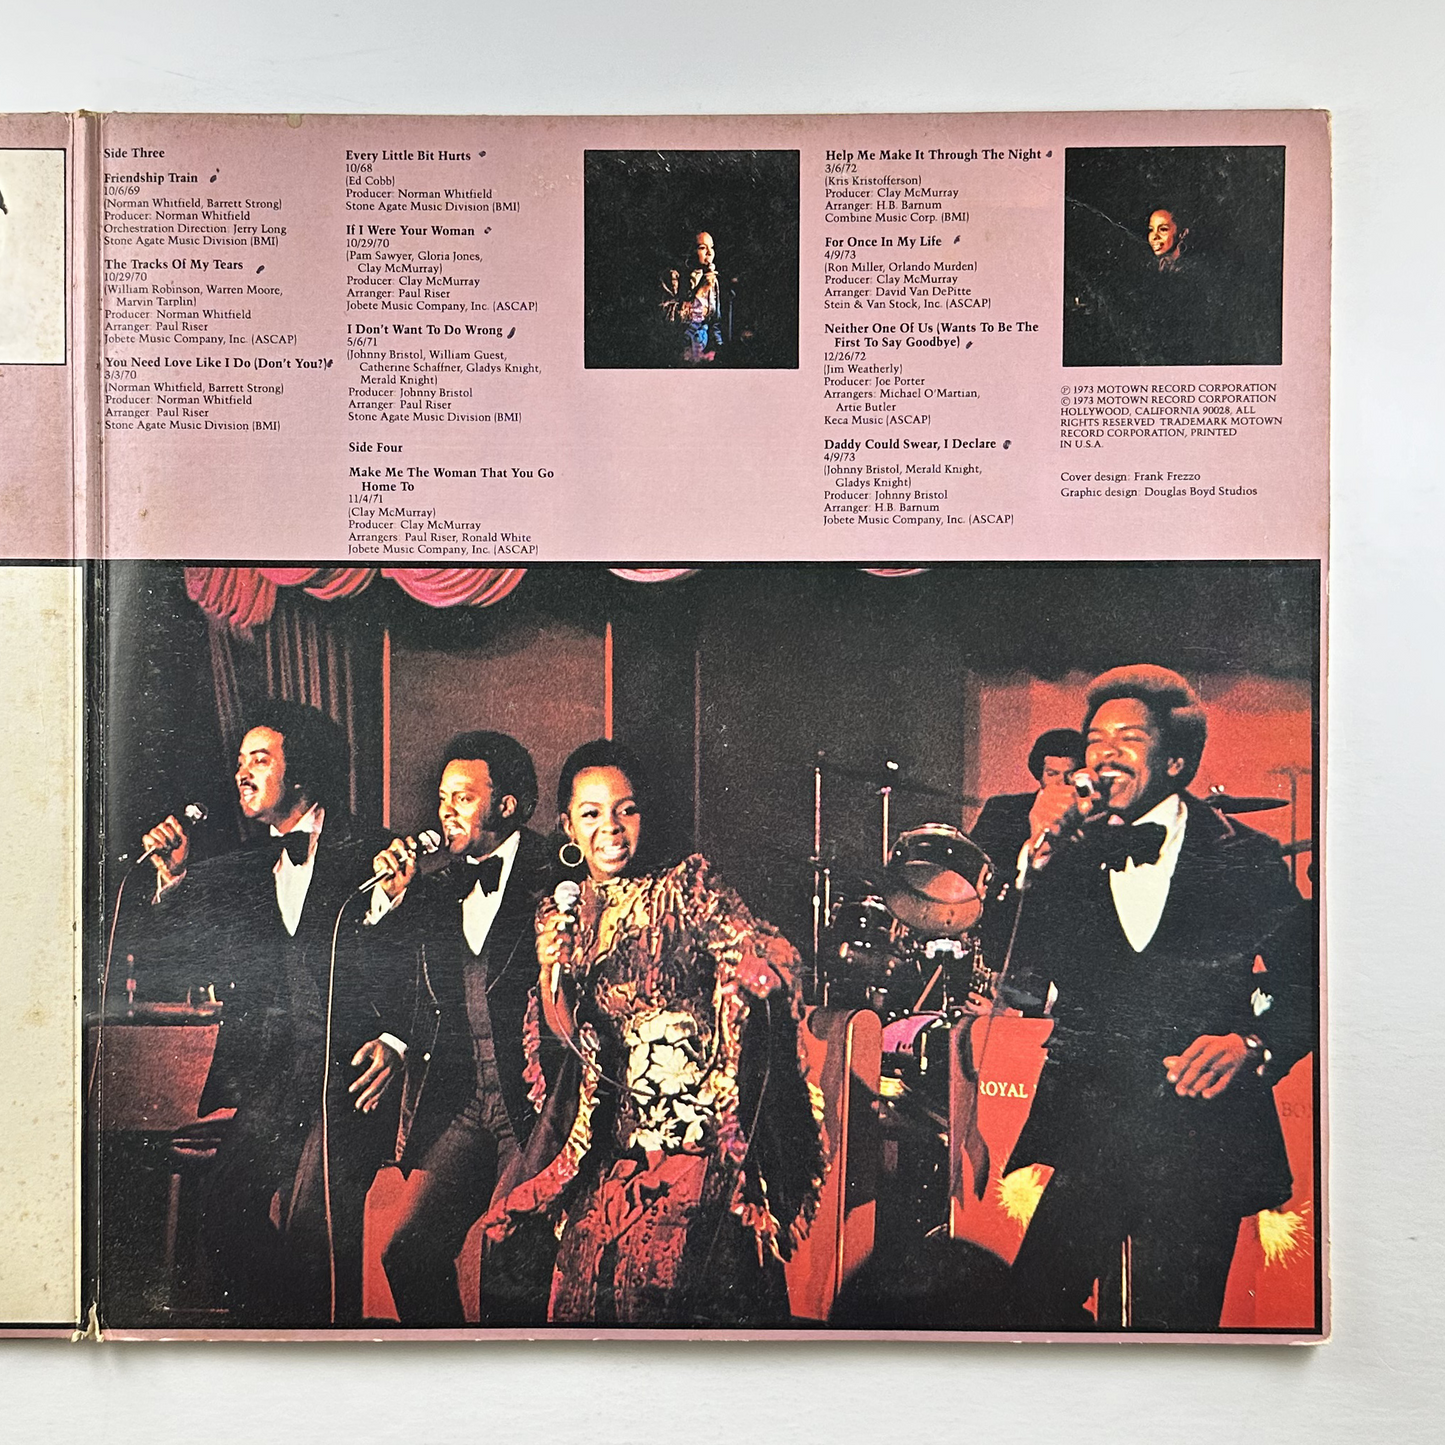 Side Three
Friendship Train
10/6/69
(Norman Whitfield, Barrett Strong)
Producer: Norman Whitfield
Orchestration Direction: Jerry Long
Stone Agate Music Division (BMI)
The Tracks Of My Tears
10/29/70
(William Robinson, Warren Moore,
Marvin Tarplin)
Producer: Norman Whitfield
Arranger: Paul Riser
Jobete Music Company, Inc. (ASCAP)
You Need Love Like I Do (Don't You?)
3/3/70
(Norman Whitfield, Barrett Strong)
Producer: Norman Whitfield
Arranger: Paul Riser
Stone Agate Music Division (BMI)
Every Little Bit Hurts
10/68
(Ed Cobb)
Producer: Norman Whitfield
Stone Agate Music Division (BMI)
If I Were Your Woman
10/29/70
(Pam Sawyer, Gloria Jones,
Clay McMurray)
Producer: Clay McMurray
Arranger: Paul Riser
Jobete Music Company, Inc. (ASCAP)
I Don't Want To Do Wrong
5/6/71
(Johnny Bristol, William Guest,
Catherine Schaffner, Gladys Knight,
Merald Knight)
Producer: Johnny Bristol
Arranger: Paul Riser
Stone Agate Music Division (BMI)
Side Four
Make Me The Woman That You Go
Home To
11/4/71
(Clay McMurray)
Producer: Clay McMurray
Arrangers: Paul Riser, Ronald White
Jobete Music Company, Inc. (ASCAP)
Help Me Make It Through The Night
3/6/72
(Kris Kristofferson)
Producer: Clay McMurray
Arranger: H.B. Barnum
Combine Music Corp. (BMI)
For Once In My Life
4/9/73
(Ron Miller, Orlando Murden)
Producer: Clay McMurray
Arranger: David Van DePitte
Stein & Van Stock, Inc. (ASCAP)
Neither One Of Us (Wants To Be The
First To Say Goodbye)
12/26/72
(Jim Weatherly)
Producer: Joe Porter
Arrangers: Michael O'Martian,
Artie Butler
Keca Music (ASCAP)
Daddy Could Swear, I Declare
4/9/73
(Johnny Bristol, Merald Knight,
Gladys Knight)
Producer: Johnny Bristol
Arranger: H.B. Barnum
Jobete Music Company, Inc. (ASCAP)
℗ 1973 MOTOWN RECORD CORPORATION
© 1973 MOTOWN RECORD CORPORATION
HOLLYWOOD, CALIFORNIA 90028, ALL
RIGHTS RESERVED TRADEMARK MOTOWN
RECORD CORPORATION, PRINTED
IN U.S.A.
Cover design: Frank Frezzo
Graphic design: Douglas Boyd Studios
ROYAL